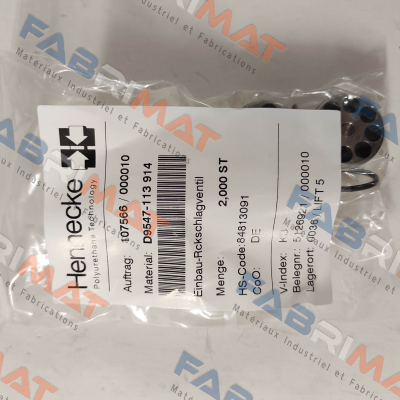 Hennecke
Polyurethane Technology
Auftrag: 107566 / 000010
Material: D9547-113 914
Einbau-Rckschlagventil
Menge: 2,000 ST
HS-Code:84813091
CoO: DE
V-Index:
Belegnr.: / 000010
Lagerort: 0036 / LIFT 5
FABRIMAT
Matériaux Industriel et Fabrications